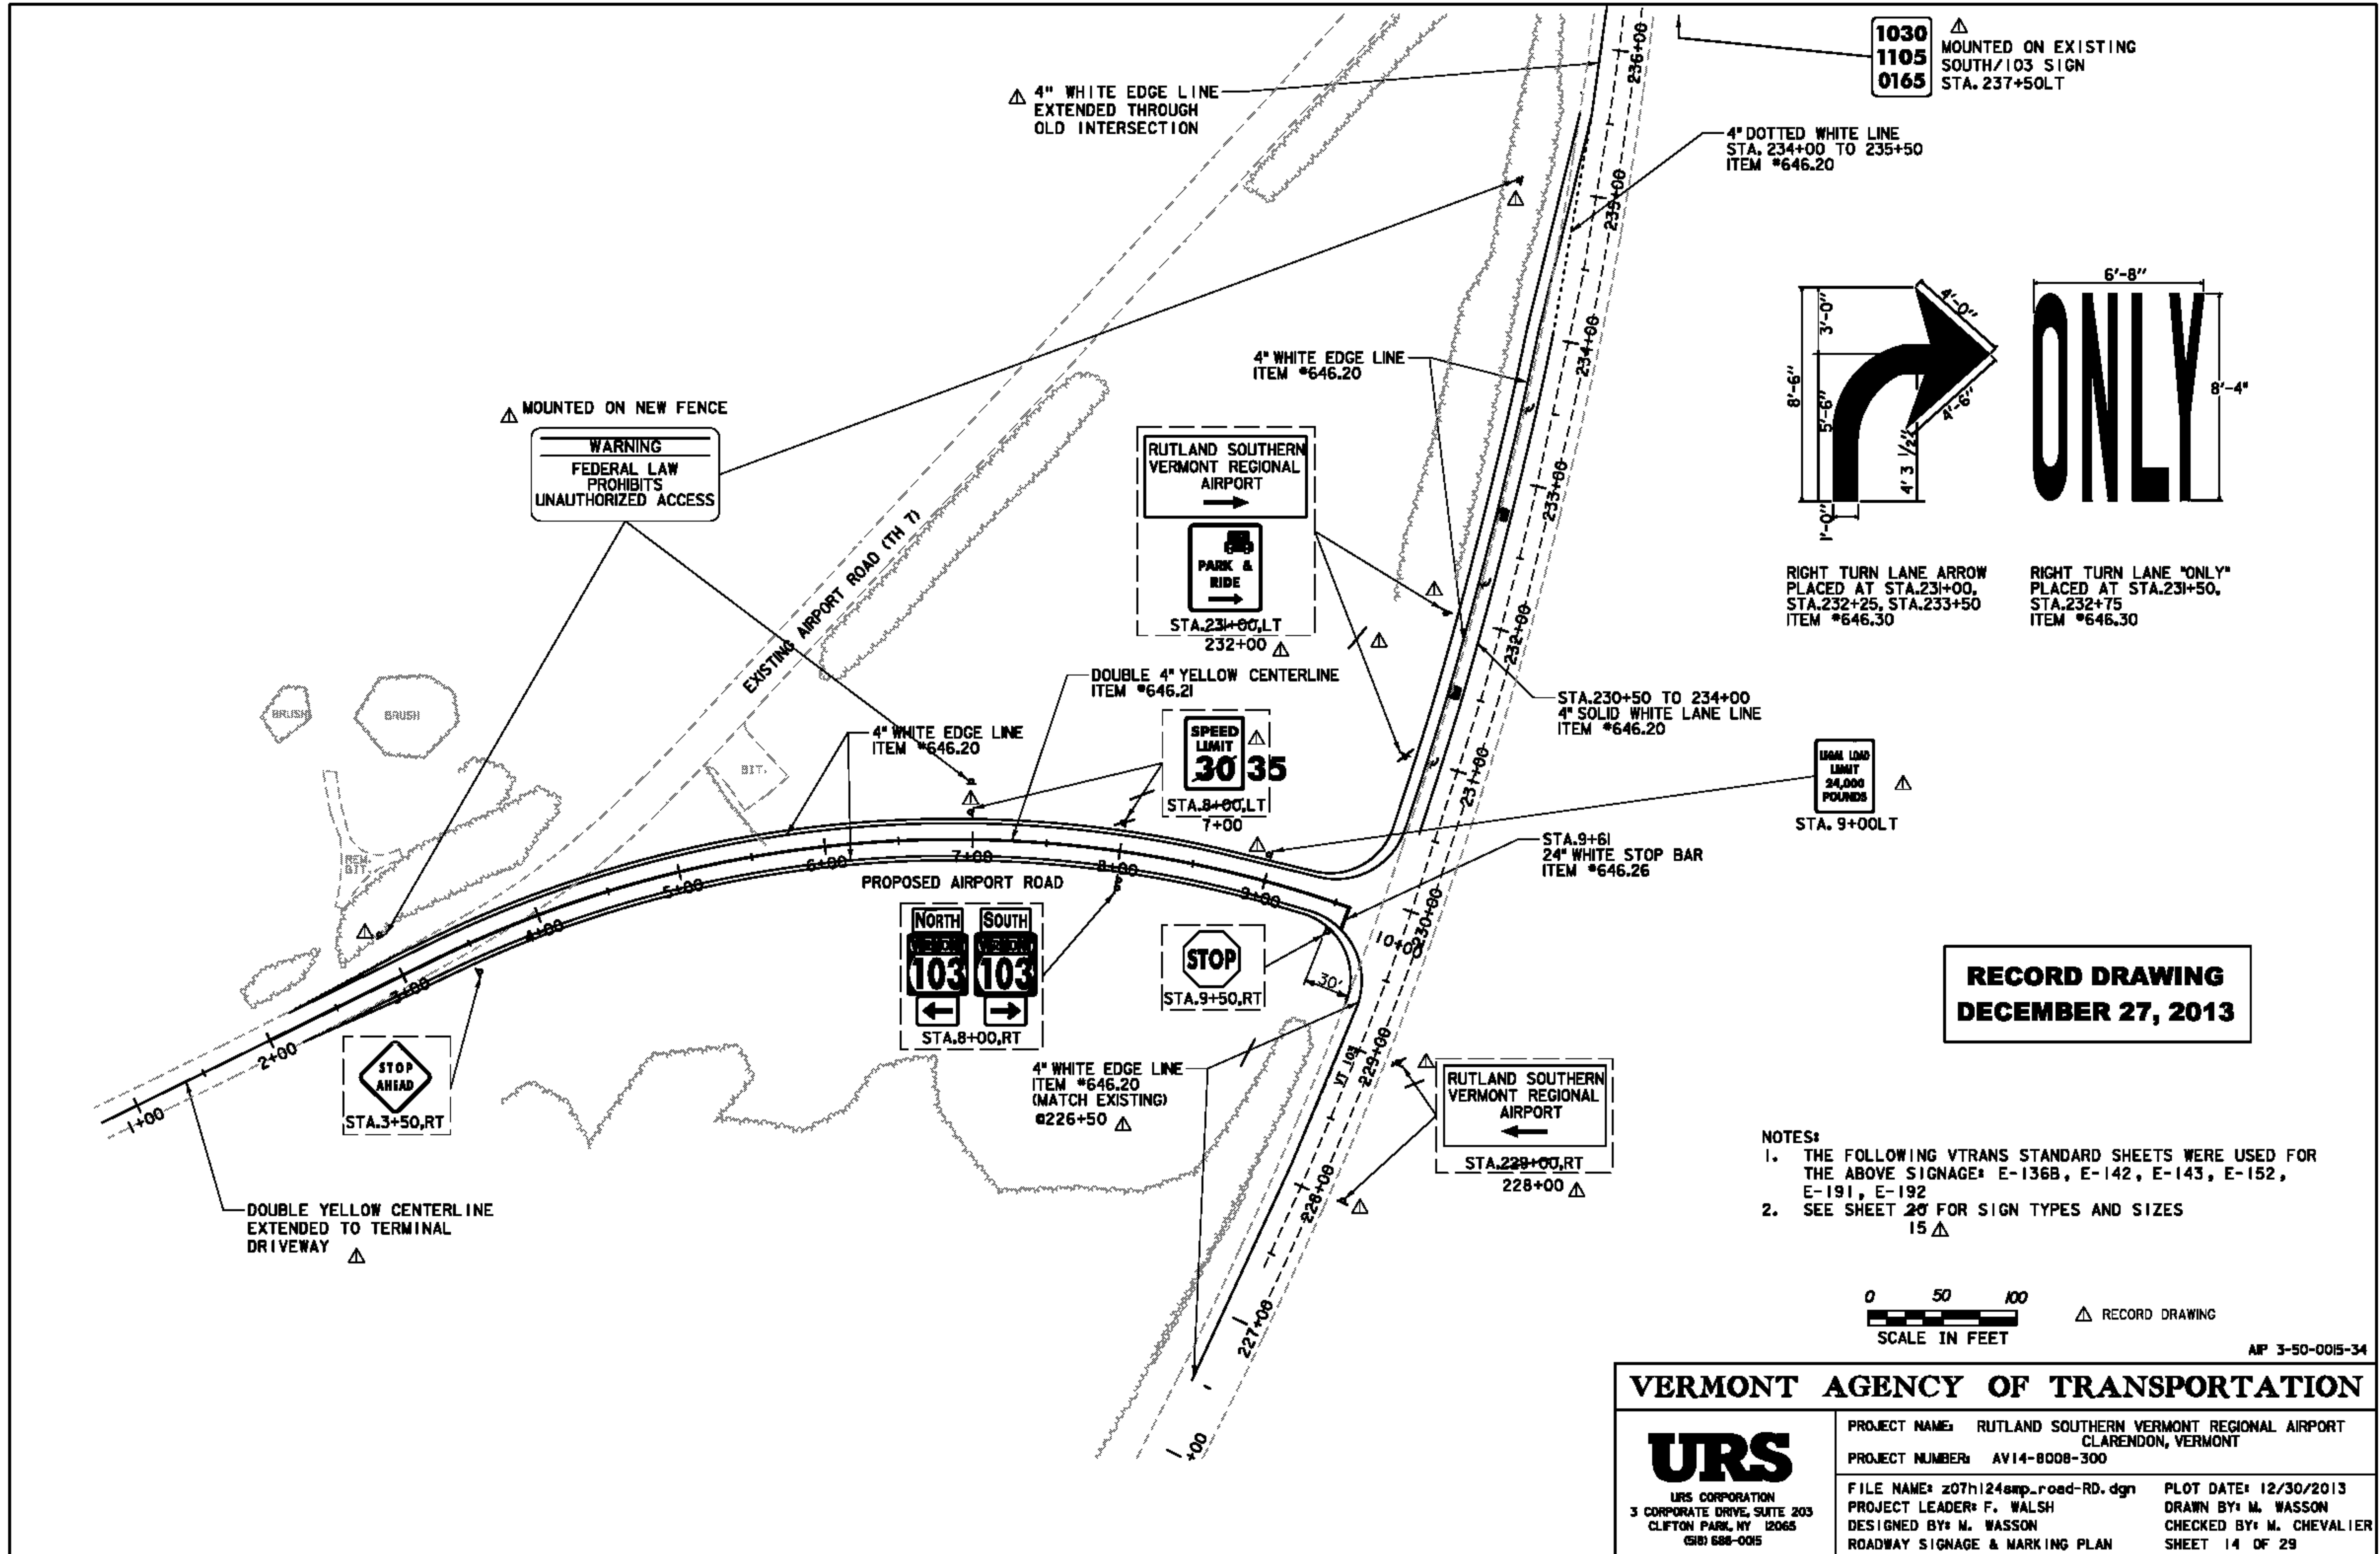 1030
1105
0165
MOUNTED ON EXISTING
SOUTH/103 SIGN
STA. 237+50LT
4" WHITE EDGE LINE
EXTENDED THROUGH
OLD INTERSECTION
4" DOTTED WHITE LINE
STA. 234+00 TO 235+50
ITEM #646.20
236+00
235+00
234+00
233+00
232+00
231+00
230+00
229+00
228+00
227+00
+00
4" WHITE EDGE LINE
ITEM #646.20
MOUNTED ON NEW FENCE
WARNING
FEDERAL LAW
PROHIBITS
UNAUTHORIZED ACCESS
RUTLAND SOUTHERN
VERMONT REGIONAL
AIRPORT
PARK &
RIDE
STA.231+00,LT
232+00
3'-0"
8'-6"
5'-6"
1'-0"
4' 3 1/2"
4'-0"
4'-6"
6'-8"
ONLY
8'-4"
RIGHT TURN LANE ARROW
PLACED AT STA.231+00,
STA.232+25, STA.233+50
ITEM #646.30
RIGHT TURN LANE "ONLY"
PLACED AT STA.231+50,
STA.232+75
ITEM #646.30
EXISTING AIRPORT ROAD (TH 7)
DOUBLE 4" YELLOW CENTERLINE
ITEM #646.21
4" WHITE EDGE LINE
ITEM #646.20
BRUSH
BRUSH
BIT.
REM.
BIT.
SPEED
LIMIT
30 35
STA.8+00,LT
7+00
STA.230+50 TO 234+00
4" SOLID WHITE LANE LINE
ITEM #646.20
LEGAL LOAD
LIMIT
24,000
POUNDS
STA. 9+00LT
STA.9+61
24" WHITE STOP BAR
ITEM #646.26
1+00
2+00
3+00
4+00
5+00
6+00
7+00
8+00
9+00
10+00
PROPOSED AIRPORT ROAD
NORTH SOUTH
VERMONT VERMONT
103 103
STA.8+00,RT
STOP
STA.9+50,RT
30'
VT 103
STOP
AHEAD
STA.3+50,RT
4" WHITE EDGE LINE
ITEM #646.20
(MATCH EXISTING)
@226+50
RUTLAND SOUTHERN
VERMONT REGIONAL
AIRPORT
STA.229+00,RT
228+00
DOUBLE YELLOW CENTERLINE
EXTENDED TO TERMINAL
DRIVEWAY
RECORD DRAWING
DECEMBER 27, 2013
NOTES:
1. THE FOLLOWING VTRANS STANDARD SHEETS WERE USED FOR
THE ABOVE SIGNAGE: E-136B, E-142, E-143, E-152,
E-191, E-192
2. SEE SHEET 20 FOR SIGN TYPES AND SIZES
15
0 50 100
SCALE IN FEET
RECORD DRAWING
AIP 3-50-0015-34
VERMONT AGENCY OF TRANSPORTATION
URS
URS CORPORATION
3 CORPORATE DRIVE, SUITE 203
CLIFTON PARK, NY 12065
(518) 688-0015
PROJECT NAME: RUTLAND SOUTHERN VERMONT REGIONAL AIRPORT
CLARENDON, VERMONT
PROJECT NUMBER: AV14-8008-300
FILE NAME: z07h124smp_road-RD.dgn PLOT DATE: 12/30/2013
PROJECT LEADER: F. WALSH DRAWN BY: M. WASSON
DESIGNED BY: M. WASSON CHECKED BY: M. CHEVALIER
ROADWAY SIGNAGE & MARKING PLAN SHEET 14 OF 29